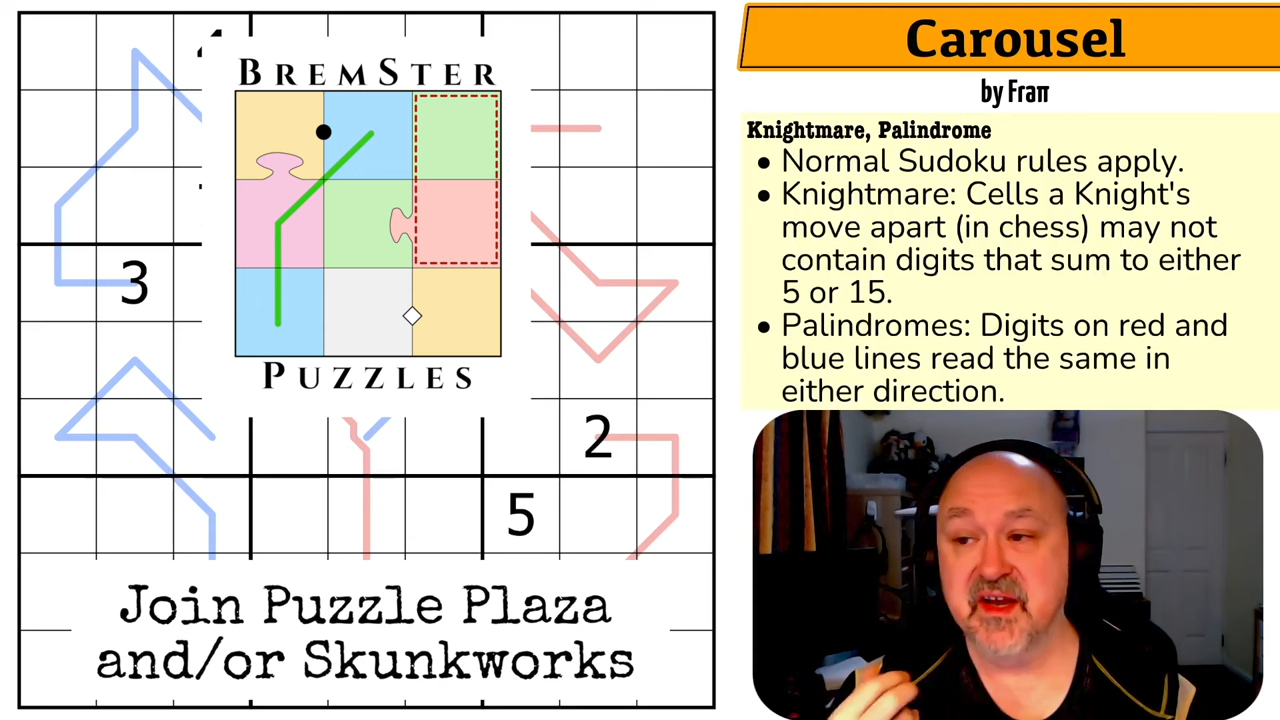 BREMSTER
PUZZLES
3
2
5
Join Puzzle Plaza
and/or Skunkworks
Carousel
by Fraπ
Knightmare, Palindrome
• Normal Sudoku rules apply.
• Knightmare: Cells a Knight's
move apart (in chess) may not
contain digits that sum to either
5 or 15.
• Palindromes: Digits on red and
blue lines read the same in
either direction.